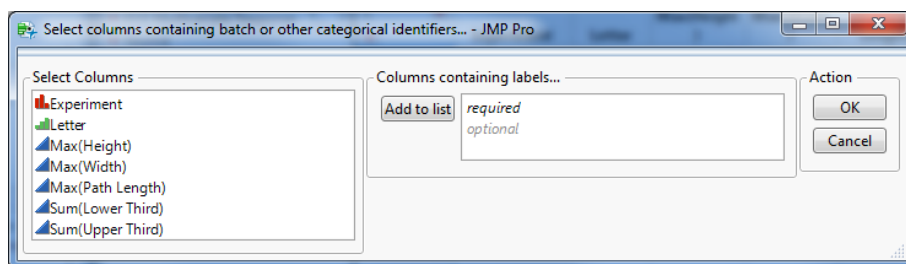 Select columns containing batch or other categorical identifiers... - JMP Pro
Select Columns
Experiment
Letter
Max(Height)
Max(Width)
Max(Path Length)
Sum(Lower Third)
Sum(Upper Third)
Columns containing labels...
Add to list
required
optional
Action
OK
Cancel